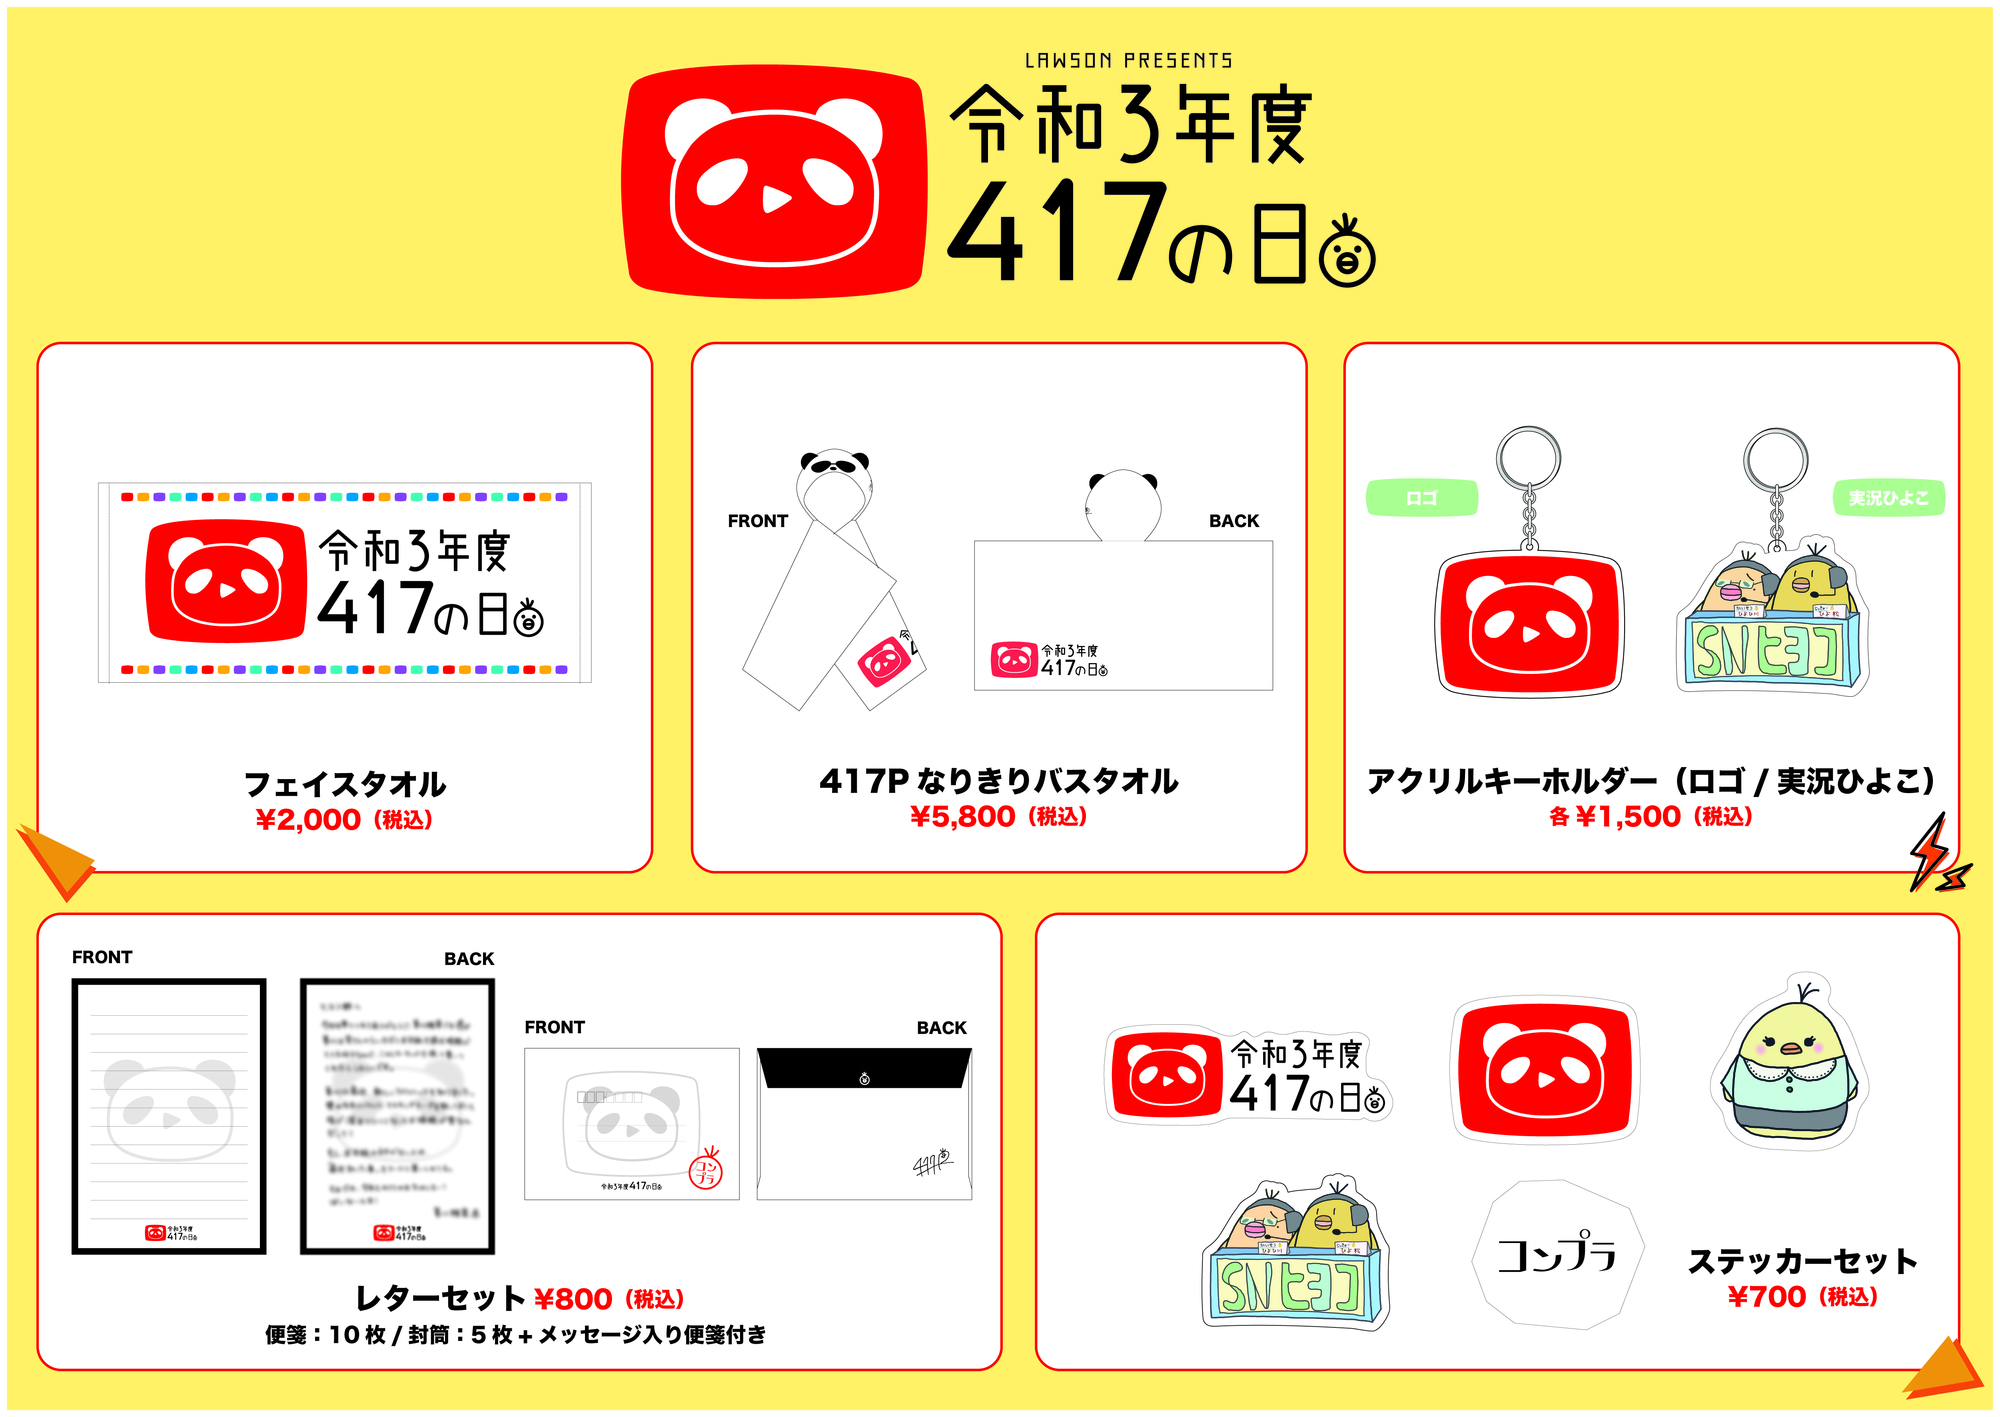 LAWSON PRESENTS
令和3年度
417の日
令和3年度
417の日
フェイスタオル
¥2,000（税込）
FRONT
BACK
令
4
令和3年度
417の日
417P なりきりバスタオル
¥5,800（税込）
ロゴ
実況ひよこ
SNヒヨコ
アクリルキーホルダー（ロゴ / 実況ひよこ）
各 ¥1,500（税込）
FRONT
BACK
令和3年度
417の日
令和3年度
417の日
FRONT
BACK
コン
プラ
令和3年度417の日
レターセット ¥800（税込）
便箋：10 枚 / 封筒：5 枚 + メッセージ入り便箋付き
令和3年度
417の日
SNヒヨコ
コンプラ
ステッカーセット
¥700（税込）